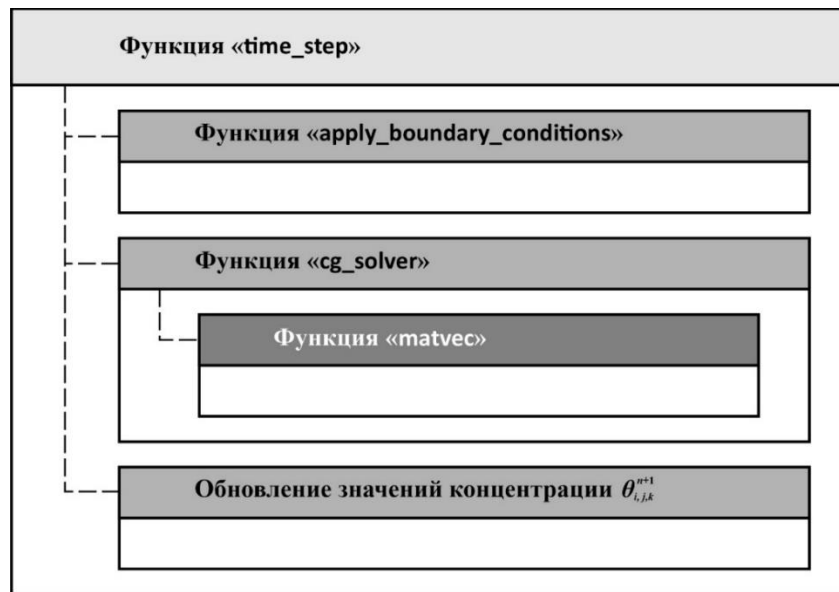 Функция «time_step»
Функция «apply_boundary_conditions»
Функция «cg_solver»
Функция «matvec»
Обновление значений концентрации θ^{n+1}_{i,j,k}